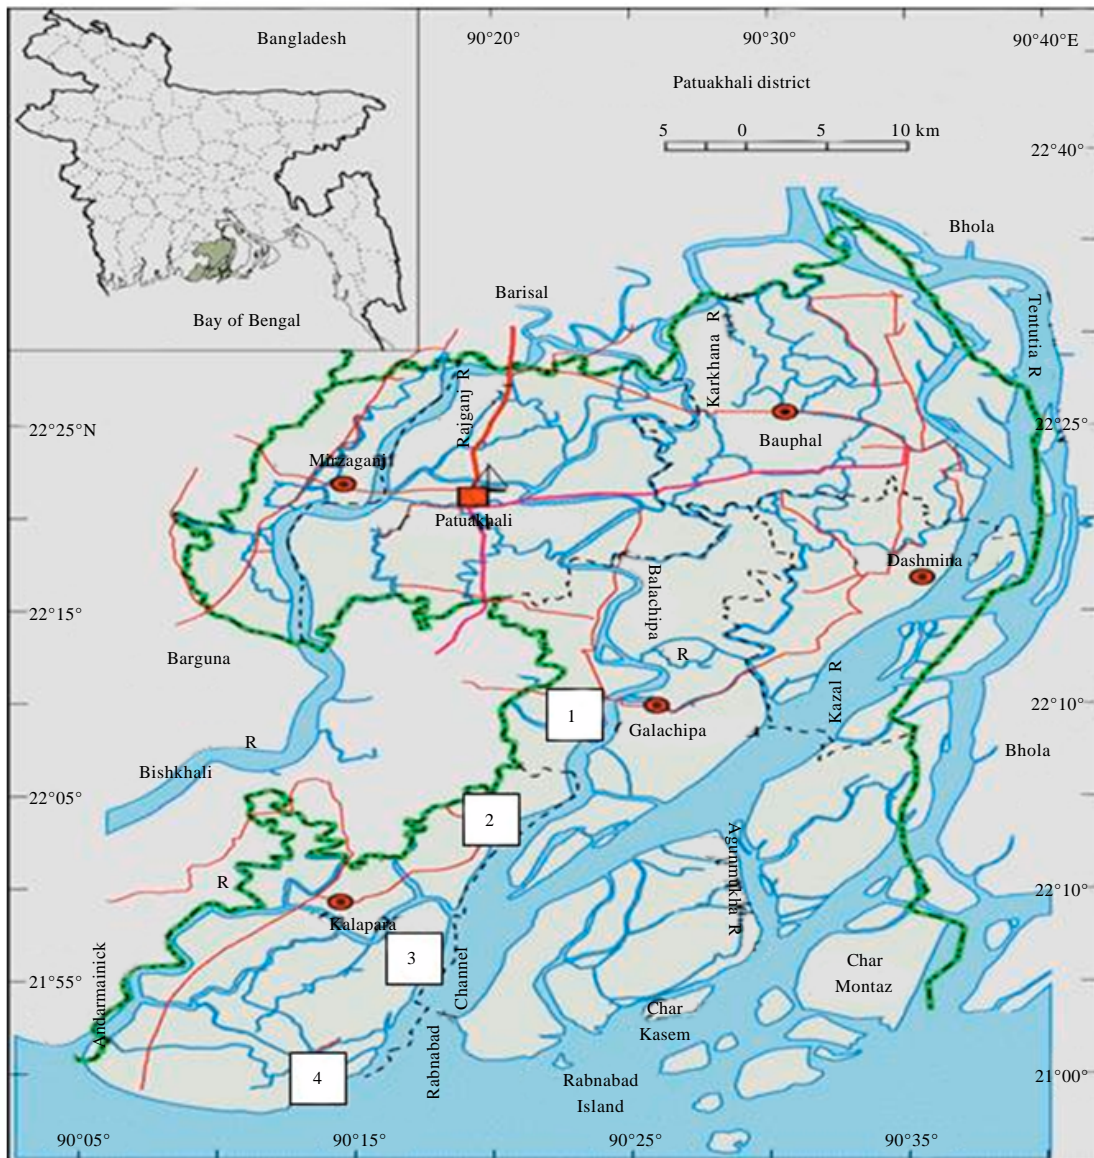 Bangladesh
90°20°
90°30°
90°40°E
Patuakhali district
5 0 5 10 km
22°40°
Bhola
Barisal
Tentutia R
Bay of Bengal
Karkhana R
Rajganj R
22°25°N
22°25°
Mirzaganj
Bauphal
Patuakhali
Dashmina
Balachipa
R
22°15°
Barguna
Kazal R
22°10°
1
Galachipa
R
Bishkhali
Bhola
22°05°
2
Agunmukha R
R
22°10°
Kalapara
3
Andarmainick
Channel
Char
Montaz
21°55°
Char
Kasem
Rabnabad
4
Rabnabad
Island
21°00°
90°05°
90°15°
90°25°
90°35°